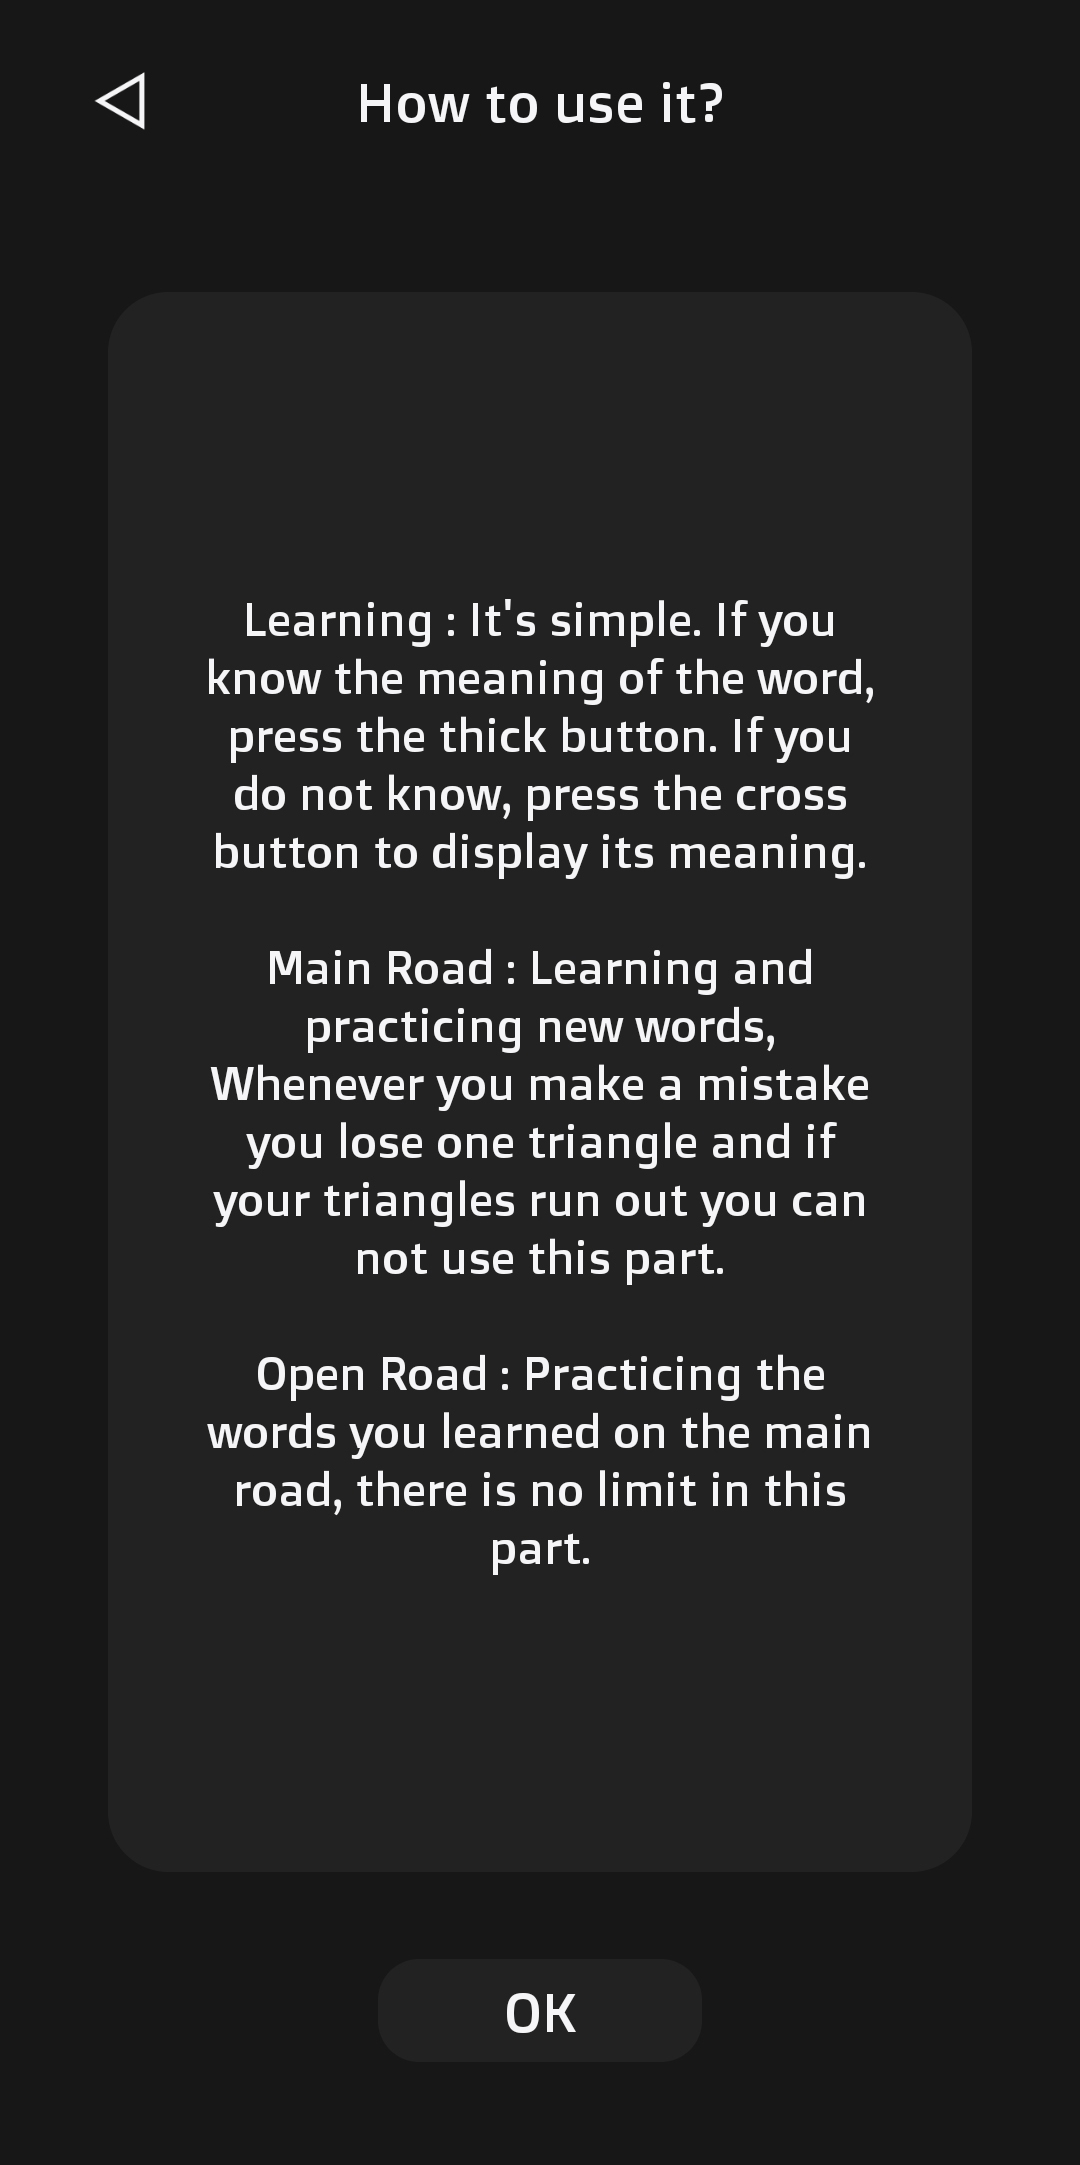 How to use it?
Learning : It's simple. If you
know the meaning of the word,
press the thick button. If you
do not know, press the cross
button to display its meaning.
Main Road : Learning and
practicing new words,
Whenever you make a mistake
you lose one triangle and if
your triangles run out you can
not use this part.
Open Road : Practicing the
words you learned on the main
road, there is no limit in this
part.
OK